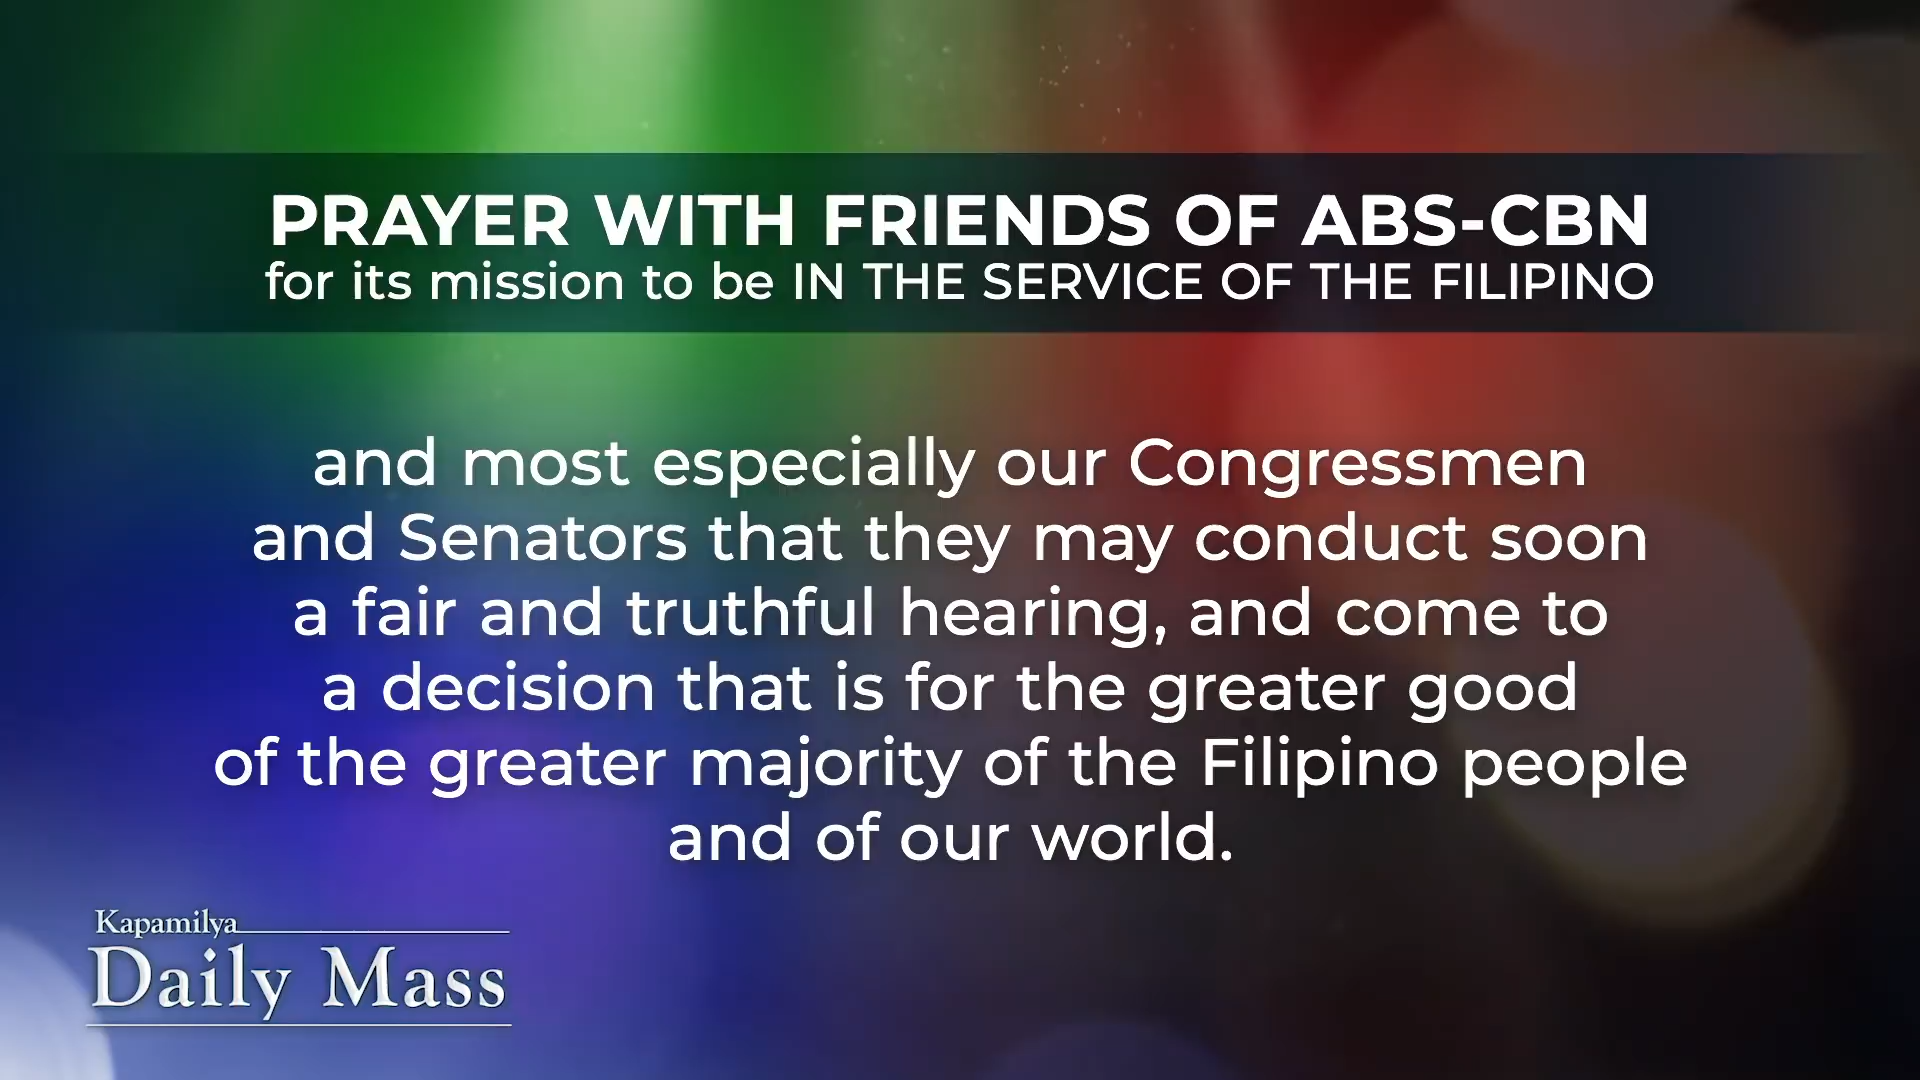 PRAYER WITH FRIENDS OF ABS-CBN
for its mission to be IN THE SERVICE OF THE FILIPINO
and most especially our Congressmen
and Senators that they may conduct soon
a fair and truthful hearing, and come to
a decision that is for the greater good
of the greater majority of the Filipino people
and of our world.
Kapamilya
Daily Mass